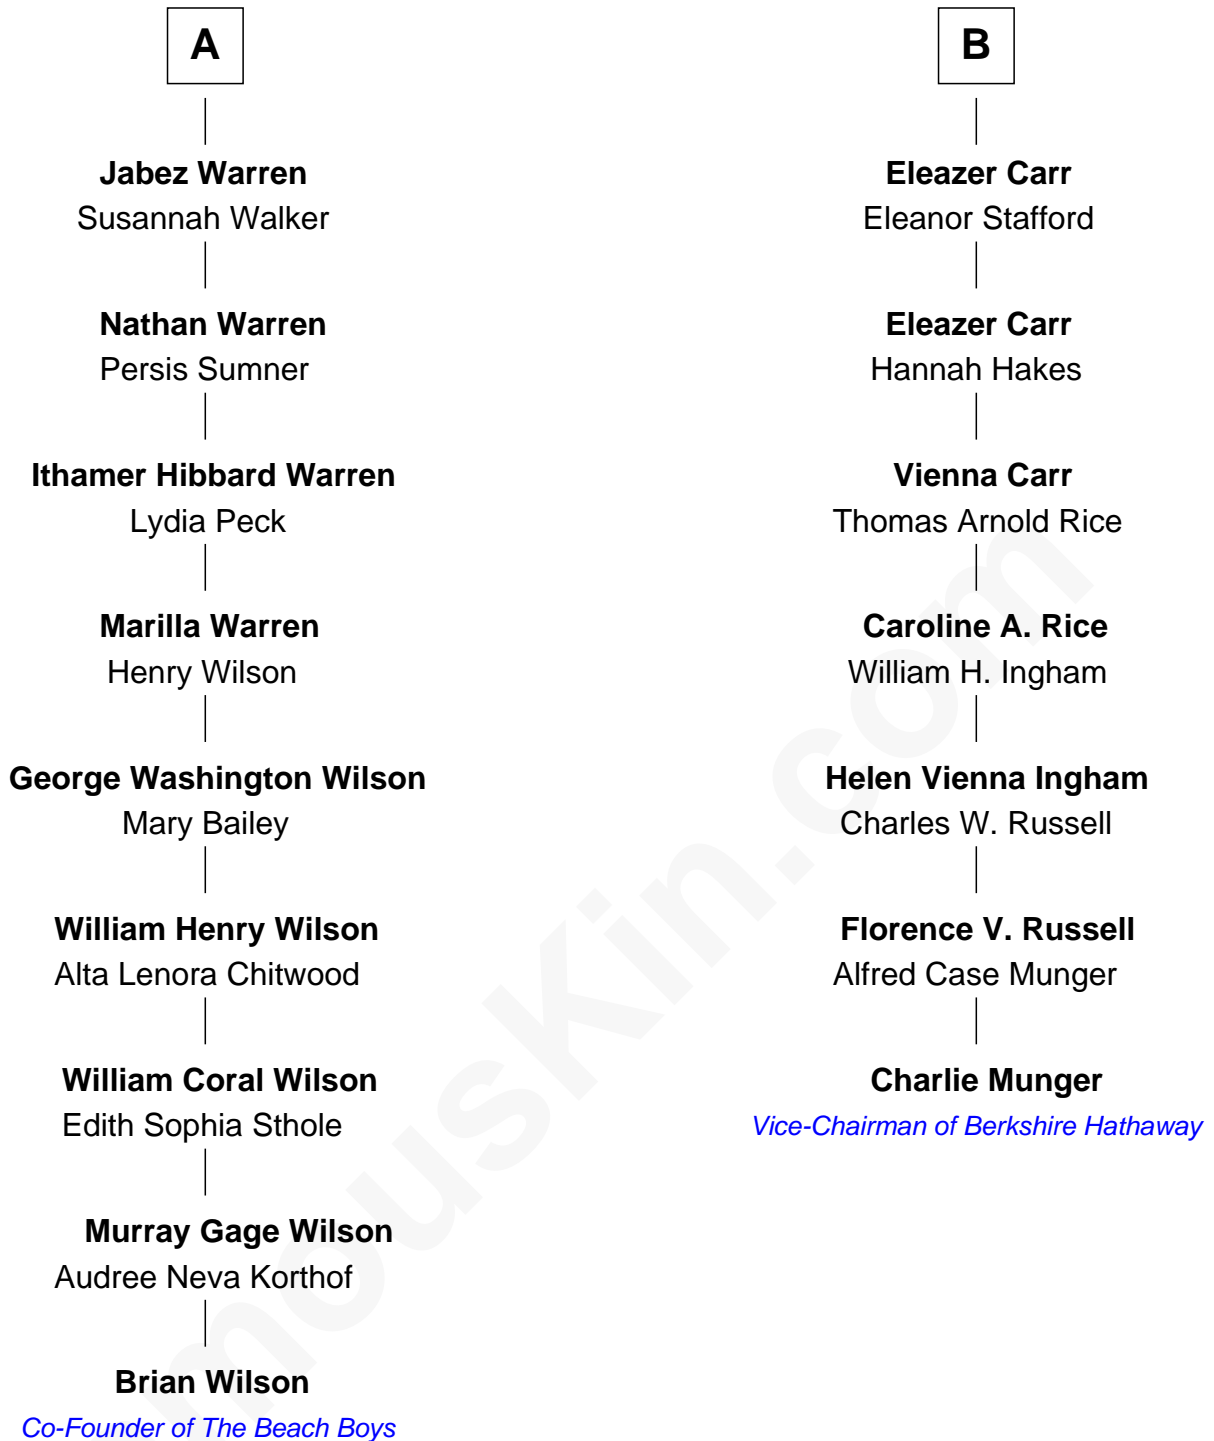 A
Jabez Warren
Susannah Walker
Nathan Warren
Persis Sumner
Ithamer Hibbard Warren
Lydia Peck
Marilla Warren
Henry Wilson
George Washington Wilson
Mary Bailey
William Henry Wilson
Alta Lenora Chitwood
William Coral Wilson
Edith Sophia Sthole
Murray Gage Wilson
Audree Neva Korthof
Brian Wilson
Co-Founder of The Beach Boys
B
Eleazer Carr
Eleanor Stafford
Eleazer Carr
Hannah Hakes
Vienna Carr
Thomas Arnold Rice
Caroline A. Rice
William H. Ingham
Helen Vienna Ingham
Charles W. Russell
Florence V. Russell
Alfred Case Munger
Charlie Munger
Vice-Chairman of Berkshire Hathaway
mousKin.com